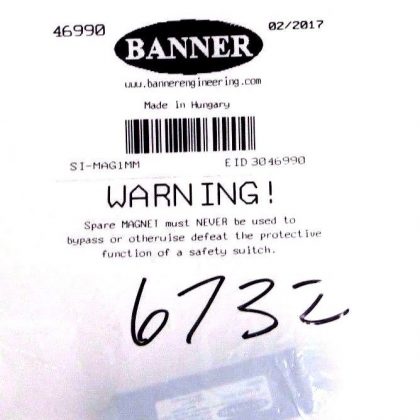 46990
BANNER
02/2017
www.bannerengineering.com
Made in Hungary
SI-MAG1MM
EID 3046990
WARNING!
Spare MAGNET must NEVER be used to
bypass or otherwise defeat the protective
function of a safety switch.
6732